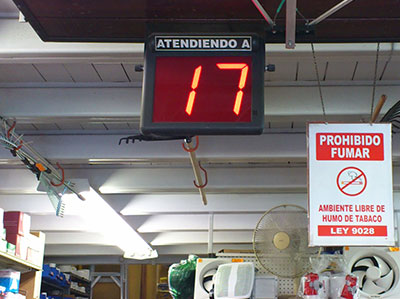 ATENDIENDO A
17
PROHIBIDO
FUMAR
AMBIENTE LIBRE DE
HUMO DE TABACO
LEY 9028